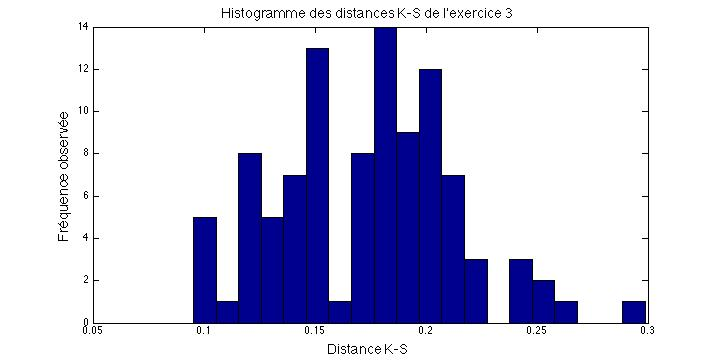 Histogramme des distances K-S de l'exercice 3
14
12
10
8
6
4
2
0
Fréquence observée
0.05 0.1 0.15 0.2 0.25 0.3
Distance K-S